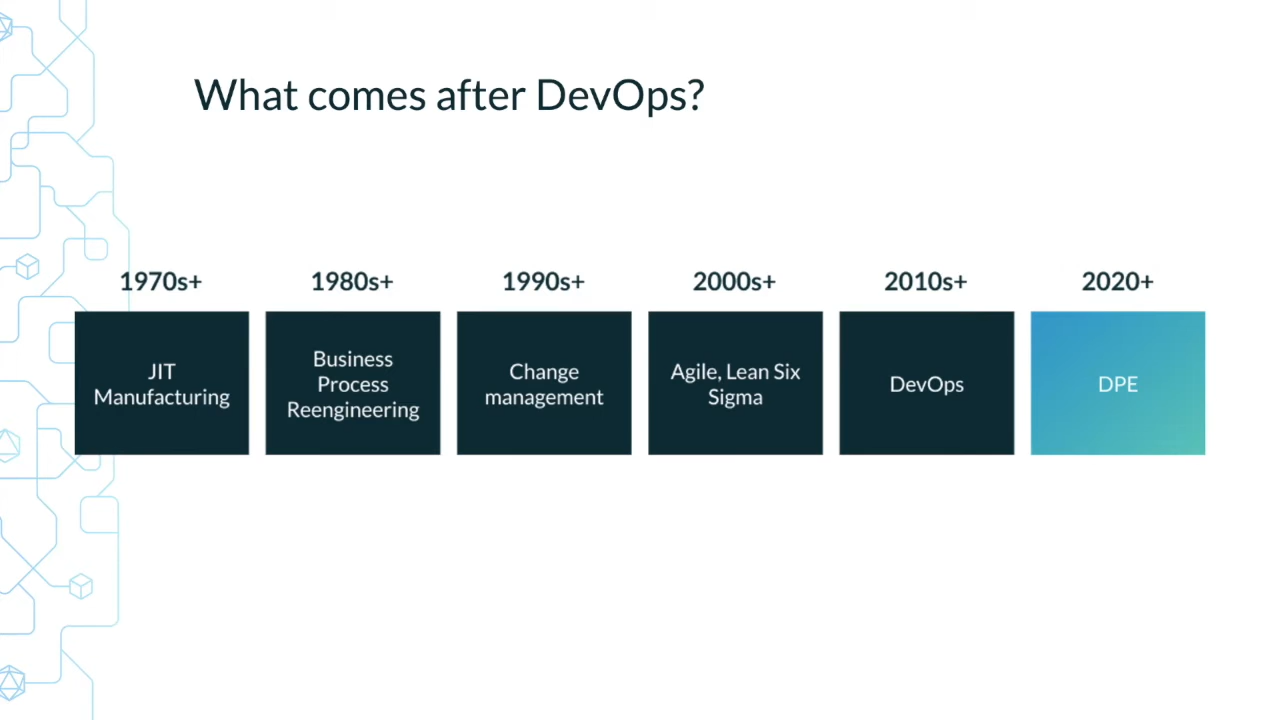 What comes after DevOps?
1970s+
1980s+
1990s+
2000s+
2010s+
2020+
JIT
Manufacturing
Business
Process
Reengineering
Change
management
Agile, Lean Six
Sigma
DevOps
DPE